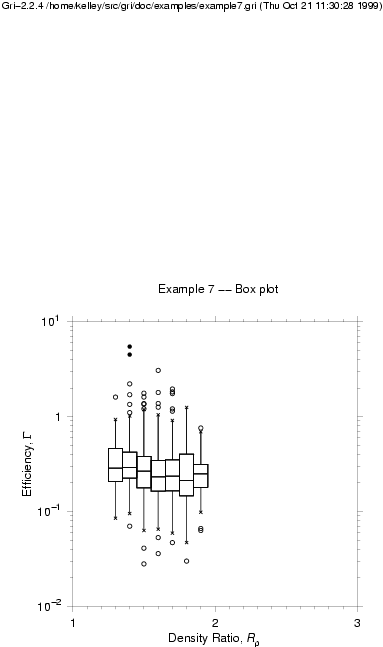 Gri-2.2.4 /home/kelley/src/gri/doc/examples/example7.gri (Thu Oct 21 11:30:28 1999)
Example 7 -- Box plot
10¹
1
10⁻¹
10⁻²
Efficiency, Γ
1 2 3
Density Ratio, Rρ